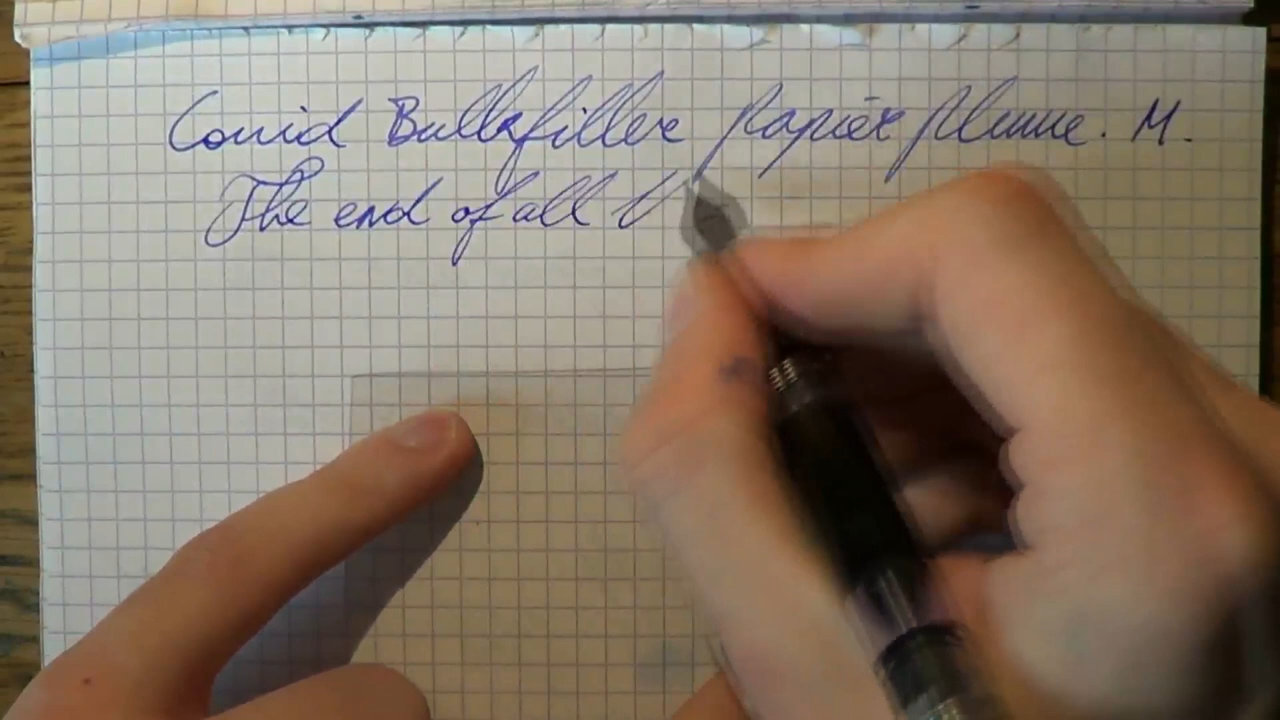 Conid Bulkfiller Papier Plume. M.
The end of all